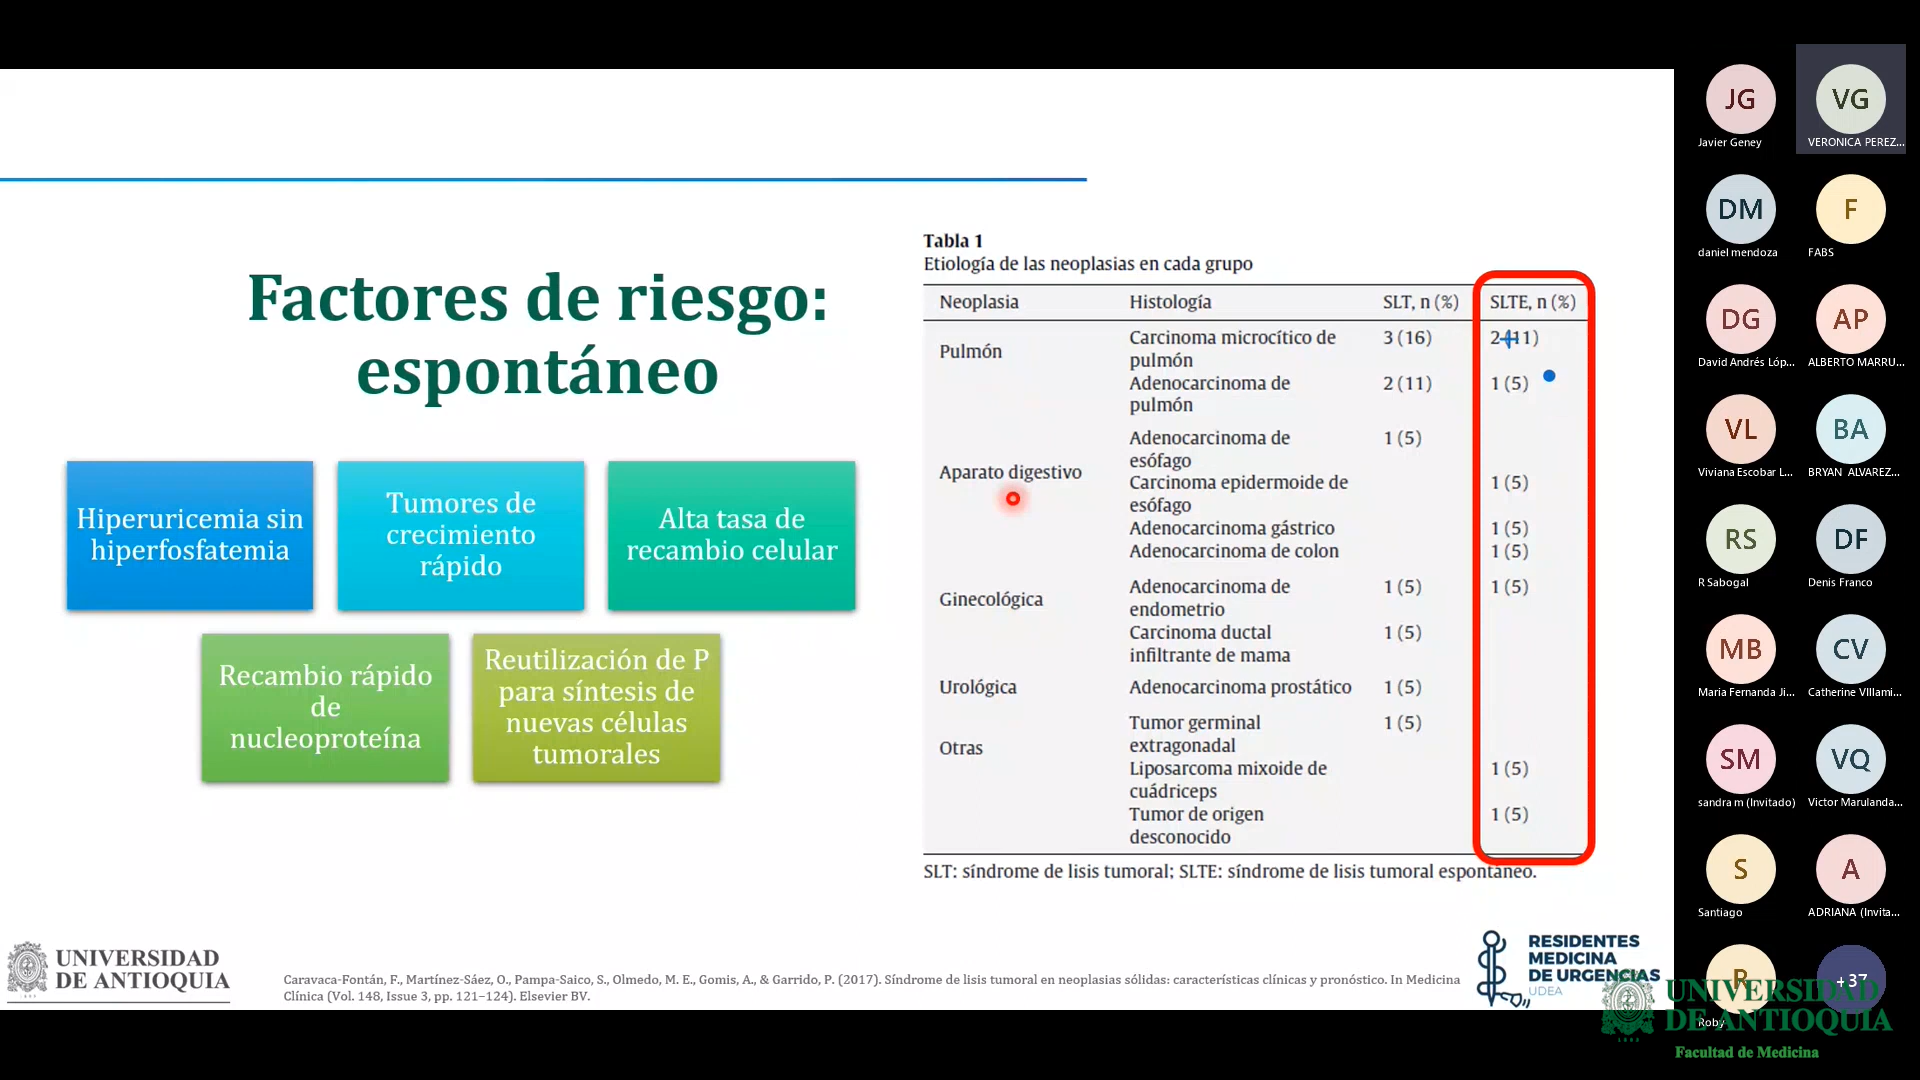 Factores de riesgo:
espontáneo
Hiperuricemia sin
hiperfosfatemia
Tumores de
crecimiento
rápido
Alta tasa de
recambio celular
Recambio rápido
de
nucleoproteína
Reutilización de P
para síntesis de
nuevas células
tumorales
Tabla 1
Etiología de las neoplasias en cada grupo
Neoplasia Histología SLT, n (%) SLTE, n (%)
Pulmón Carcinoma microcítico de pulmón 3 (16) 2 (11)
Adenocarcinoma de pulmón 2 (11) 1 (5)
Aparato digestivo Adenocarcinoma de esófago 1 (5)
Carcinoma epidermoide de esófago 1 (5)
Adenocarcinoma gástrico 1 (5)
Adenocarcinoma de colon 1 (5)
Ginecológica Adenocarcinoma de endometrio 1 (5) 1 (5)
Carcinoma ductal infiltrante de mama 1 (5)
Urológica Adenocarcinoma prostático 1 (5)
Otras Tumor germinal extragonadal 1 (5)
Liposarcoma mixoide de cuádriceps 1 (5)
Tumor de origen desconocido 1 (5)
SLT: síndrome de lisis tumoral; SLTE: síndrome de lisis tumoral espontáneo.
UNIVERSIDAD
DE ANTIOQUIA
1803
Caravaca-Fontán, F., Martínez-Sáez, O., Pampa-Saico, S., Olmedo, M. E., Gomis, A., & Garrido, P. (2017). Síndrome de lisis tumoral en neoplasias sólidas: características clínicas y pronóstico. In Medicina
Clínica (Vol. 148, Issue 3, pp. 121–124). Elsevier BV.
RESIDENTES
MEDICINA
DE URGENCIAS
UDEA
JG VG
Javier Geney VERONICA PEREZ...
DM F
daniel mendoza FABS
DG AP
David Andrés Lóp... ALBERTO MARRU...
VL BA
Viviana Escobar L... BRYAN ALVAREZ...
RS DF
R Sabogal Denis Franco
MB CV
Maria Fernanda Ji... Catherine VIllami...
SM VQ
sandra m (Invitado) Victor Marulanda...
S A
Santiago ADRIANA (Invita...
R +37
Roby
UNIVERSIDAD
DE ANTIOQUIA
1803
Facultad de Medicina